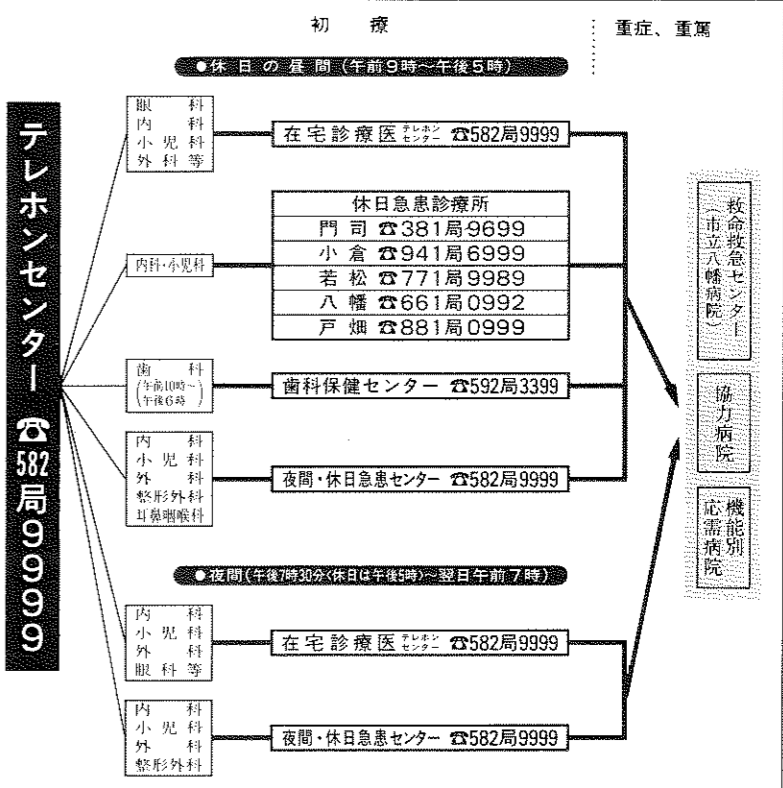 初療
重症、重篤
●休日の昼間(午前9時〜午後5時)
テレホンセンター ☎582局9999
眼科
内科
小児科
外科等
在宅診療医 テレホンセンター ☎582局9999
内科・小児科
休日急患診療所
門司 ☎381局9699
小倉 ☎941局6999
若松 ☎771局9989
八幡 ☎661局0992
戸畑 ☎881局0999
歯科
(午前10時〜
午後6時)
歯科保健センター ☎592局3399
内科
小児科
外科
整形外科
耳鼻咽喉科
夜間・休日急患センター ☎582局9999
●夜間(午後7時30分<休日は午後5時>〜翌日午前7時)
内科
小児科
外科
眼科等
在宅診療医 テレホンセンター ☎582局9999
内科
小児科
外科
整形外科
夜間・休日急患センター ☎582局9999
救命救急センター
(市立八幡病院)
協力病院
機能別
応需病院